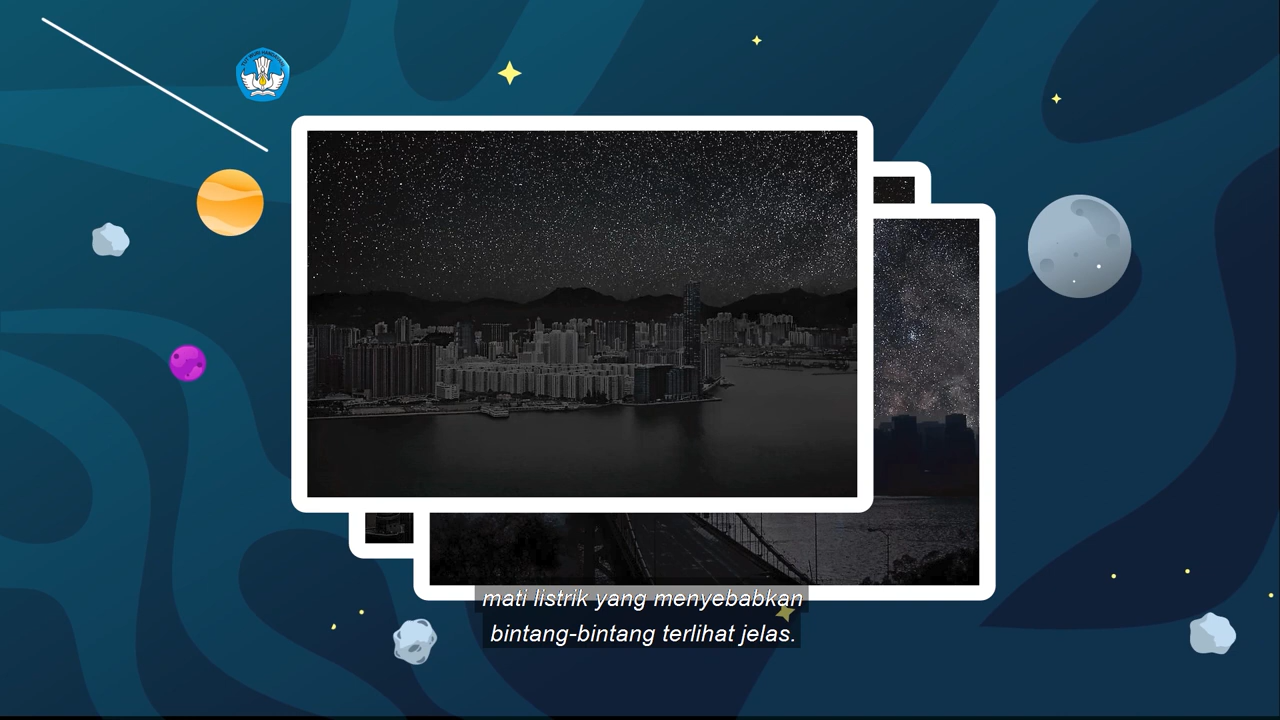 mati listrik yang menyebabkan
bintang-bintang terlihat jelas.